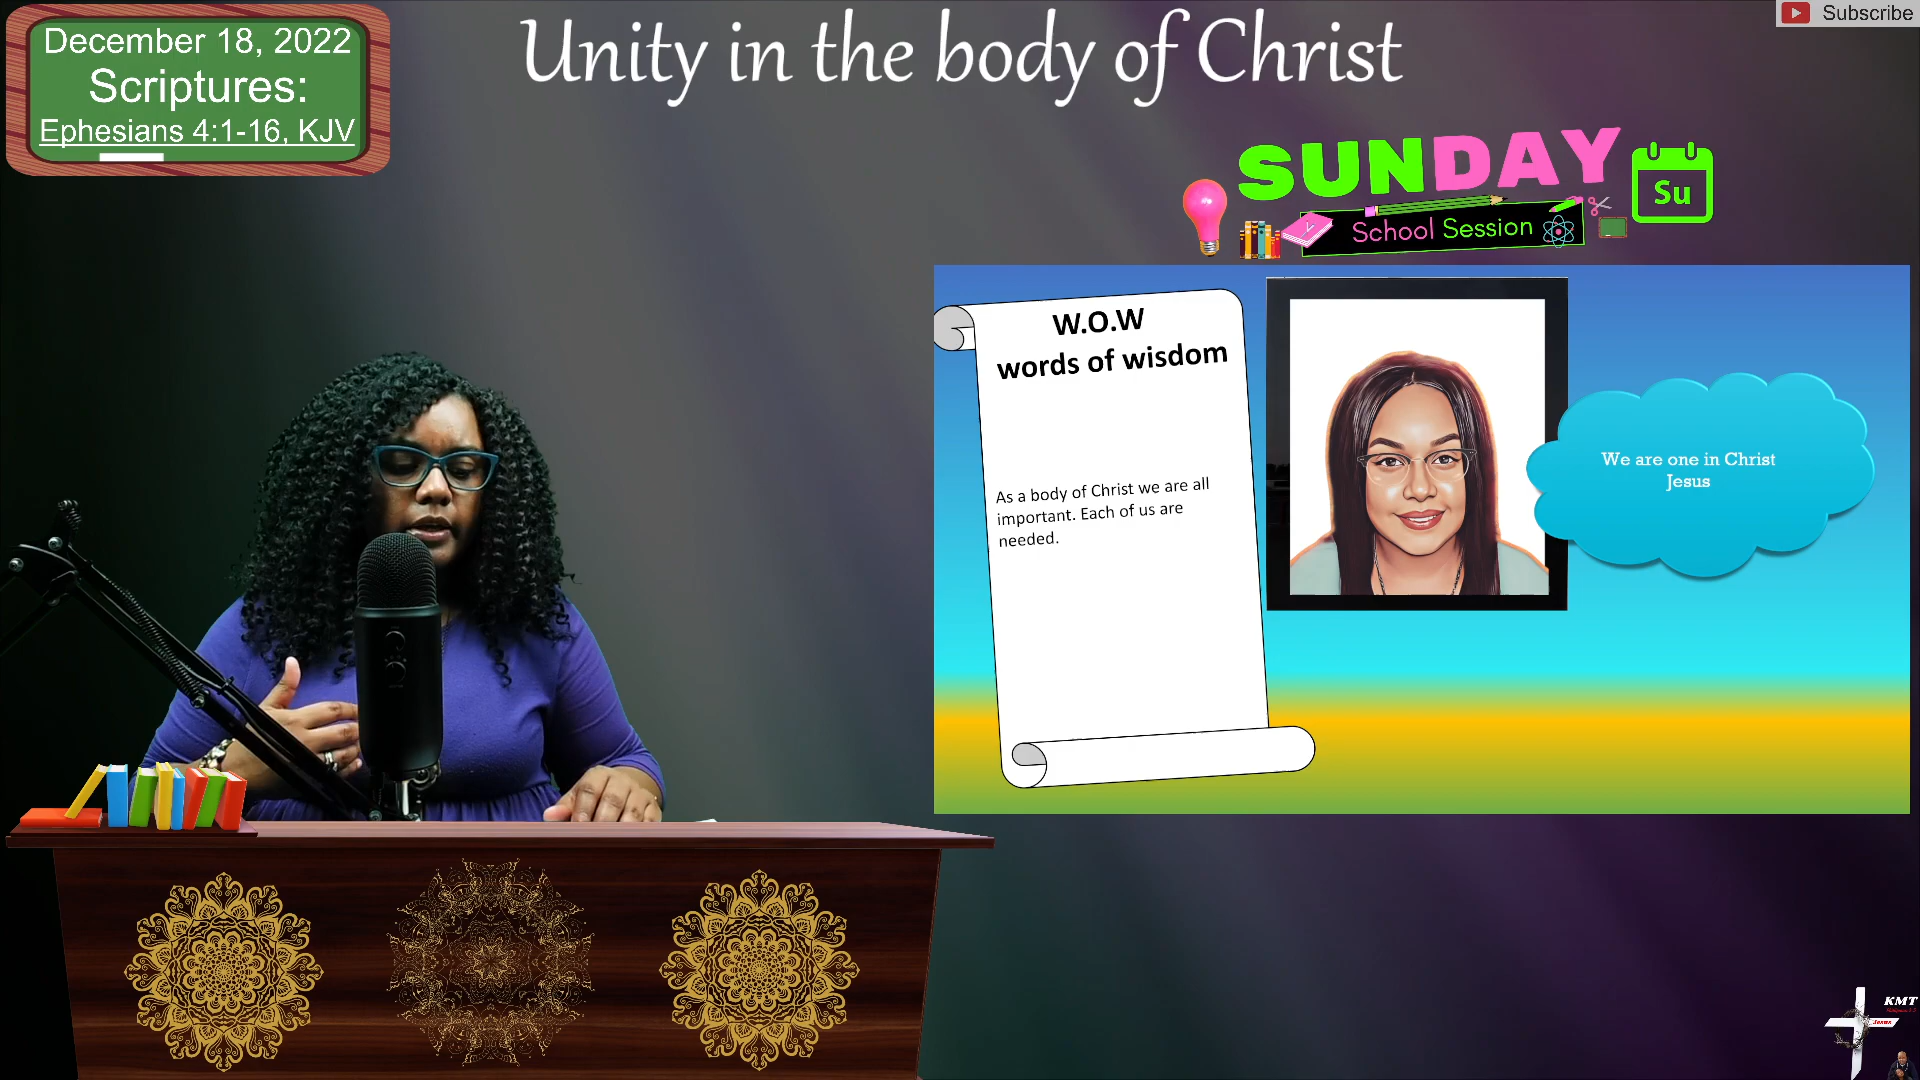 December 18, 2022
Scriptures:
Ephesians 4:1-16, KJV
Unity in the body of Christ
Subscribe
SUNDAY
Su
School Session
W.O.W
words of wisdom
As a body of Christ we are all
important. Each of us are
needed.
We are one in Christ
Jesus
KMT
Jesus